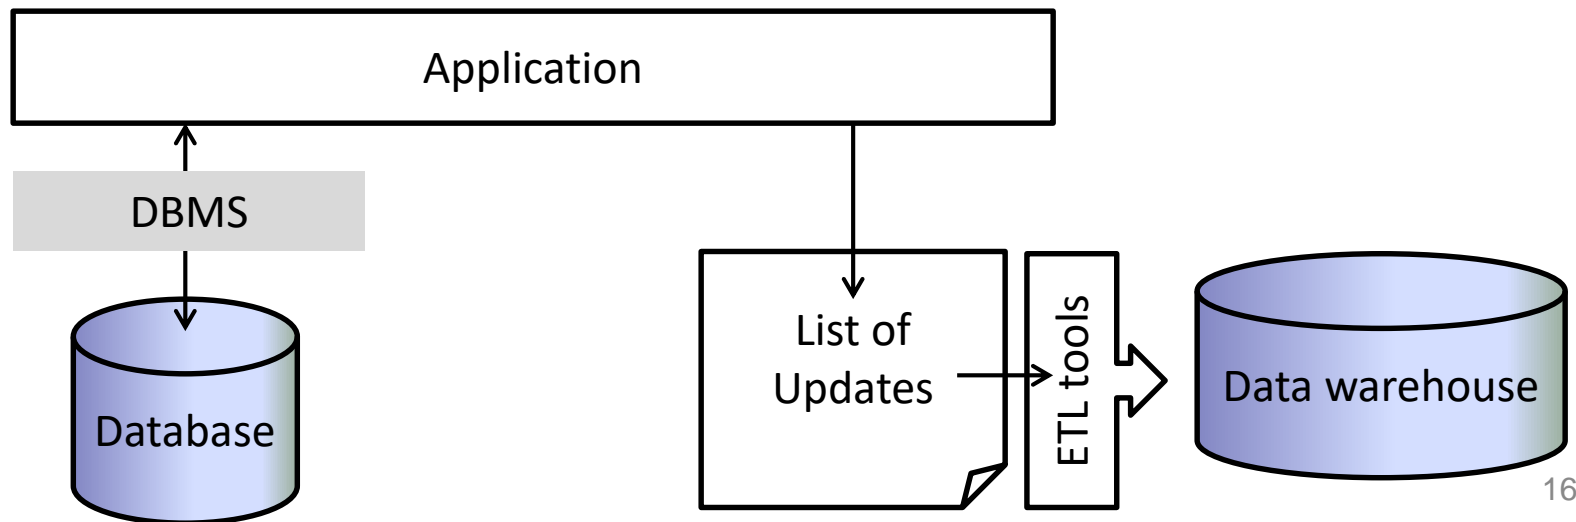 Application
DBMS
Database
List of
Updates
ETL tools
Data warehouse
16